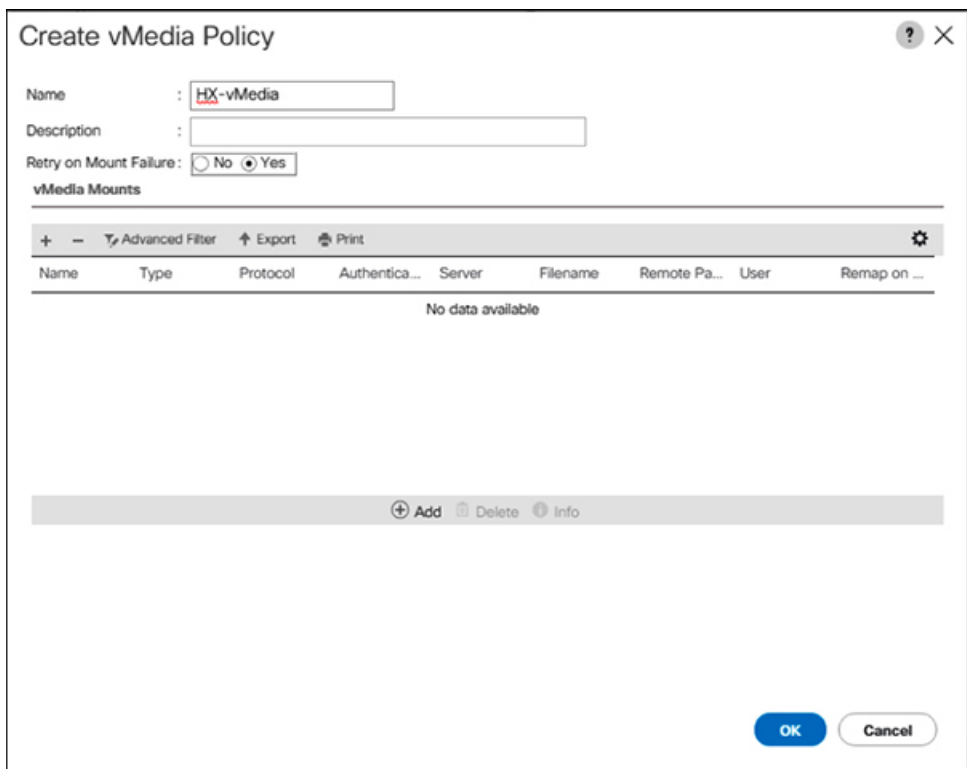 Create vMedia Policy ?
Name : HX-vMedia
Description :
Retry on Mount Failure : No Yes
vMedia Mounts
+ − Advanced Filter Export Print
Name Type Protocol Authentica... Server Filename Remote Pa... User Remap on ...
No data available
Add Delete Info
OK Cancel